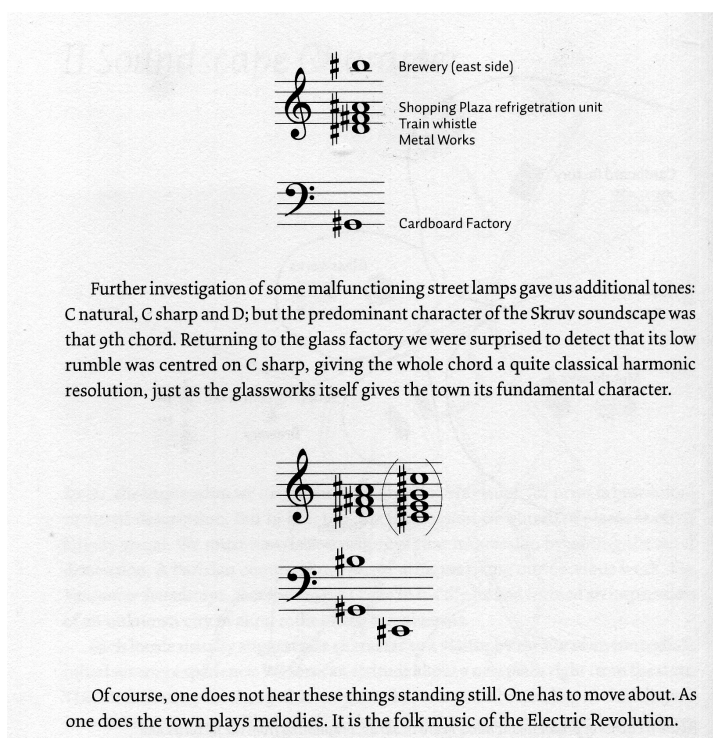 Brewery (east side)
Shopping Plaza refrigetration unit
Train whistle
Metal Works
Cardboard Factory
Further investigation of some malfunctioning street lamps gave us additional tones:
C natural, C sharp and D; but the predominant character of the Skruv soundscape was
that 9th chord. Returning to the glass factory we were surprised to detect that its low
rumble was centred on C sharp, giving the whole chord a quite classical harmonic
resolution, just as the glassworks itself gives the town its fundamental character.
Of course, one does not hear these things standing still. One has to move about. As
one does the town plays melodies. It is the folk music of the Electric Revolution.